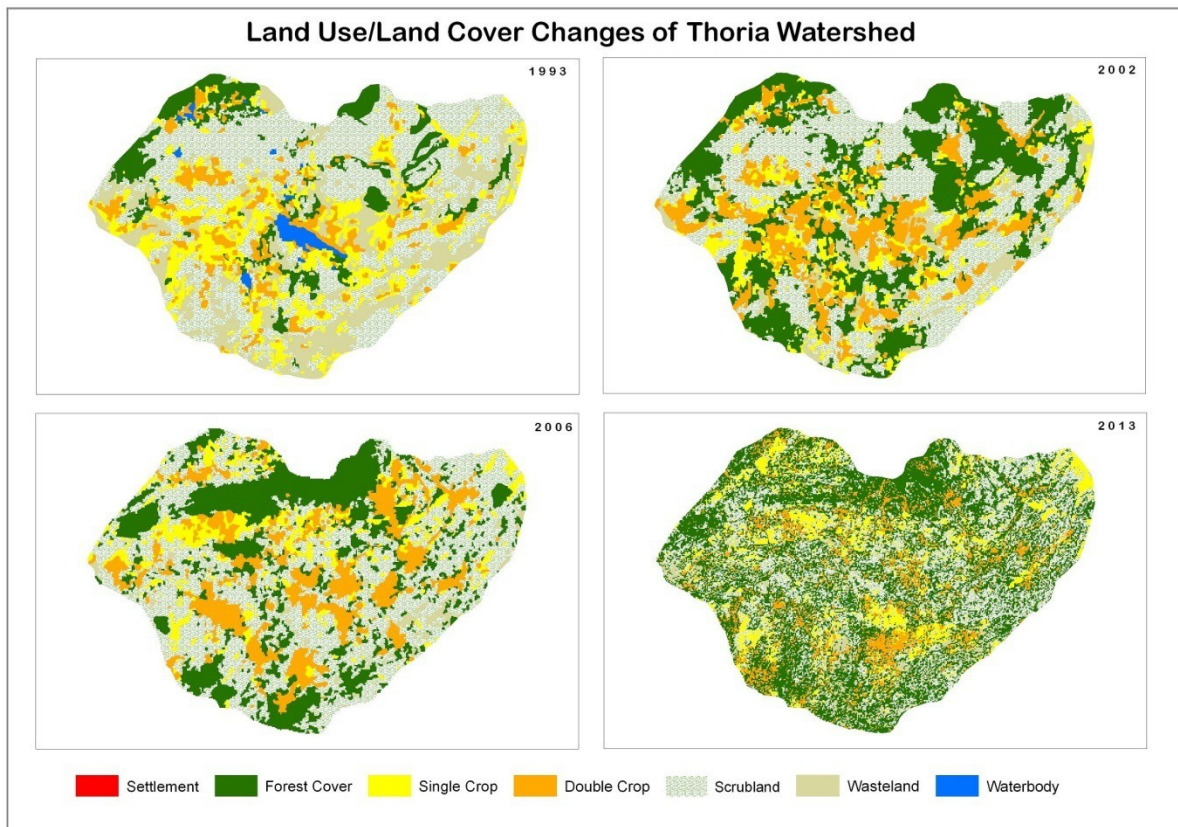 Land Use/Land Cover Changes of Thoria Watershed
1993
2002
2006
2013
Settlement
Forest Cover
Single Crop
Double Crop
Scrubland
Wasteland
Waterbody